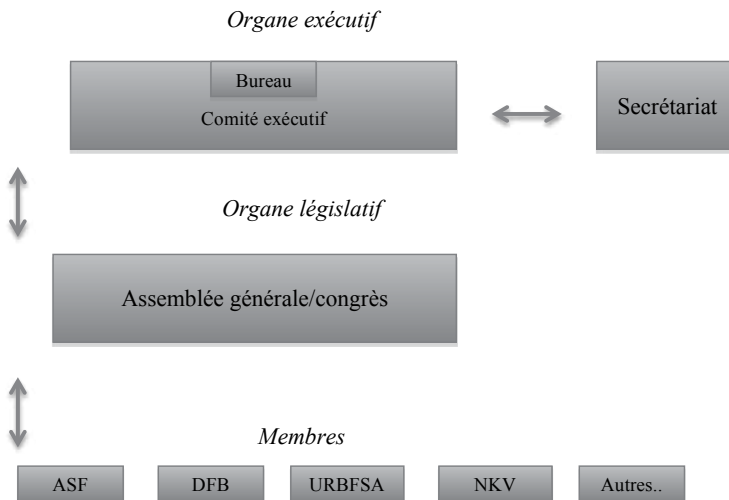 Organe exécutif
Bureau
Comité exécutif
Secrétariat
Organe législatif
Assemblée générale/congrès
Membres
ASF
DFB
URBFSA
NKV
Autres..